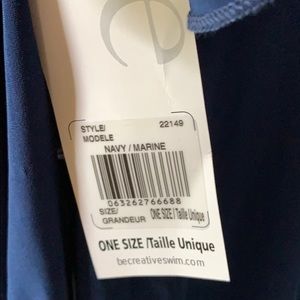 e
STYLE/
MODELE
22149
NAVY / MARINE
063262766688
SIZE/
GRANDEUR
ONE SIZE / Taille Unique
ONE SIZE /Taille Unique
becreativeswim.com